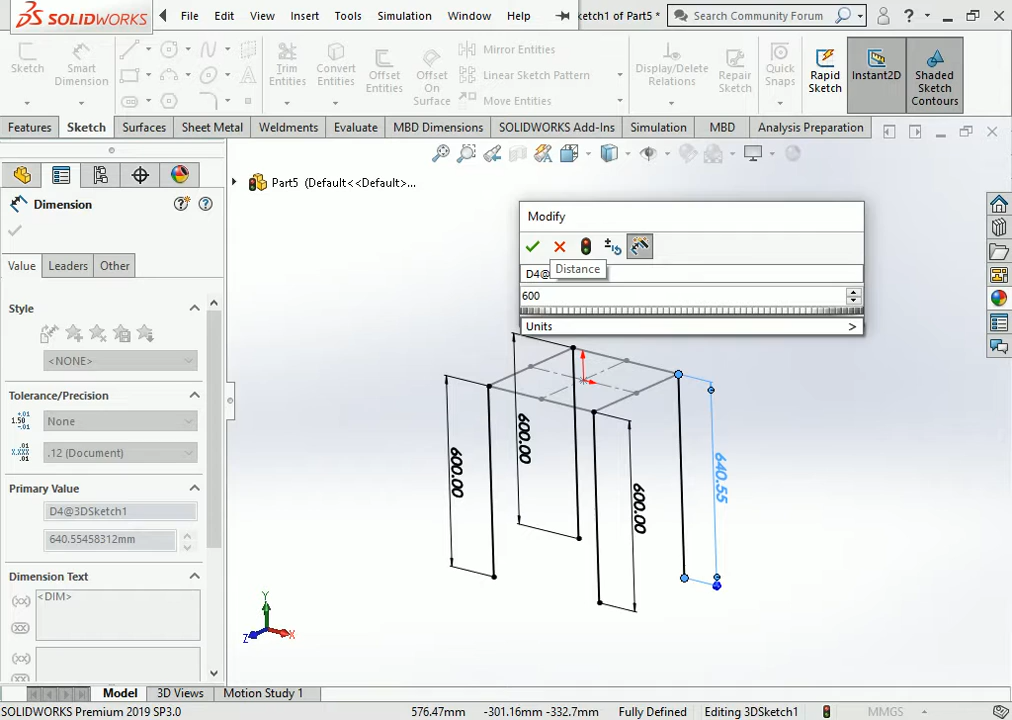 SOLIDWORKS File Edit View Insert Tools Simulation Window Help ketch1 of Part5 * Search Community Forum ?
Sketch
Smart Dimension
Trim Entities
Convert Entities
Offset Entities
Offset On Surface
Mirror Entities
Linear Sketch Pattern
Move Entities
Display/Delete Relations
Repair Sketch
Quick Snaps
Rapid Sketch
Instant2D
Shaded Sketch Contours
Features Sketch Surfaces Sheet Metal Weldments Evaluate MBD Dimensions SOLIDWORKS Add-Ins Simulation MBD Analysis Preparation
Part5 (Default<<Default>...
Dimension
Value Leaders Other
Style
<NONE>
Tolerance/Precision
None
.12 (Document)
Primary Value
D4@3DSketch1
640.55458312mm
Dimension Text
<DIM>
Modify
D4@
Distance
600
Units >
600.00
600.00
600.00
640.55
Y
Z
X
Model 3D Views Motion Study 1
SOLIDWORKS Premium 2019 SP3.0 576.47mm -301.16mm -332.7mm Fully Defined Editing 3DSketch1 MMGS